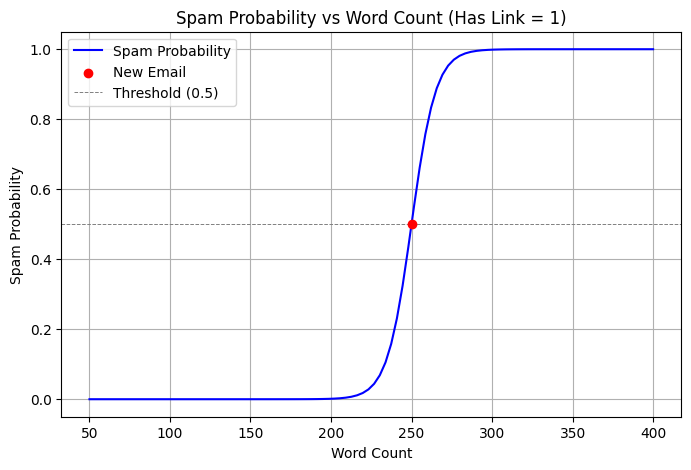 Spam Probability vs Word Count (Has Link = 1)
Spam Probability
New Email
Threshold (0.5)
1.0
0.8
0.6
0.4
0.2
0.0
Spam Probability
50 100 150 200 250 300 350 400
Word Count